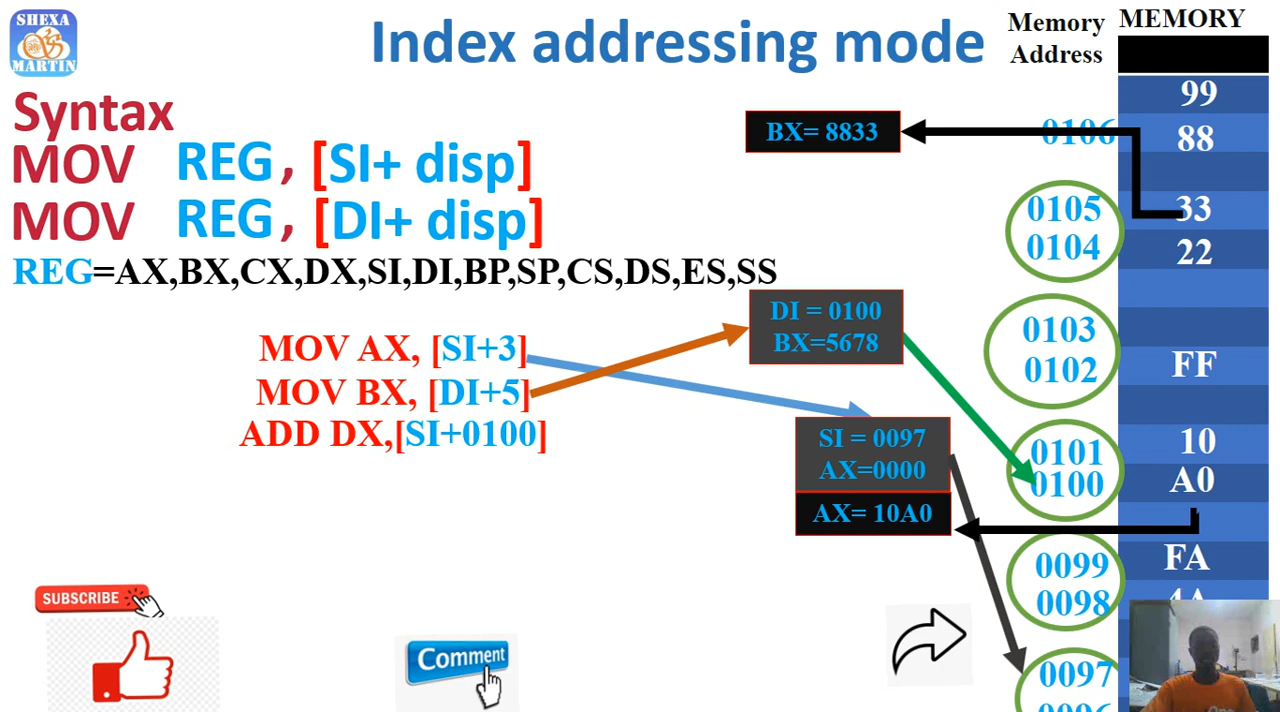 SHEXA
MARTIN
Index addressing mode
Memory
Address
MEMORY
Syntax
MOV REG, [SI+ disp]
MOV REG, [DI+ disp]
REG=AX,BX,CX,DX,SI,DI,BP,SP,CS,DS,ES,SS
MOV AX, [SI+3]
MOV BX, [DI+5]
ADD DX,[SI+0100]
BX= 8833
DI = 0100
BX=5678
SI = 0097
AX=0000
AX= 10A0
99
0106
88
0105
33
0104
22
0103
0102
FF
0101
10
0100
A0
0099
FA
0098
0097
SUBSCRIBE
Comment